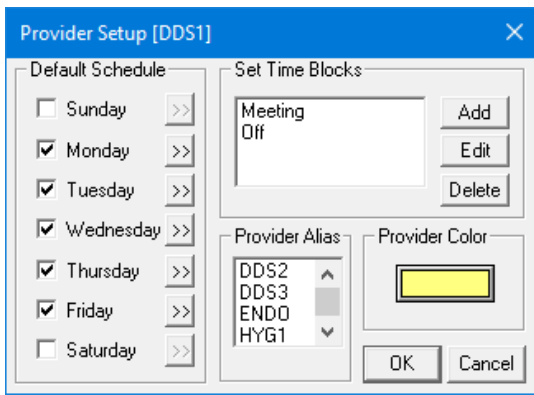 Provider Setup [DDS1]
Default Schedule
Sunday >>
Monday >>
Tuesday >>
Wednesday >>
Thursday >>
Friday >>
Saturday >>
Set Time Blocks
Meeting
Off
Add
Edit
Delete
Provider Alias
DDS2
DDS3
ENDO
HYG1
Provider Color
OK
Cancel